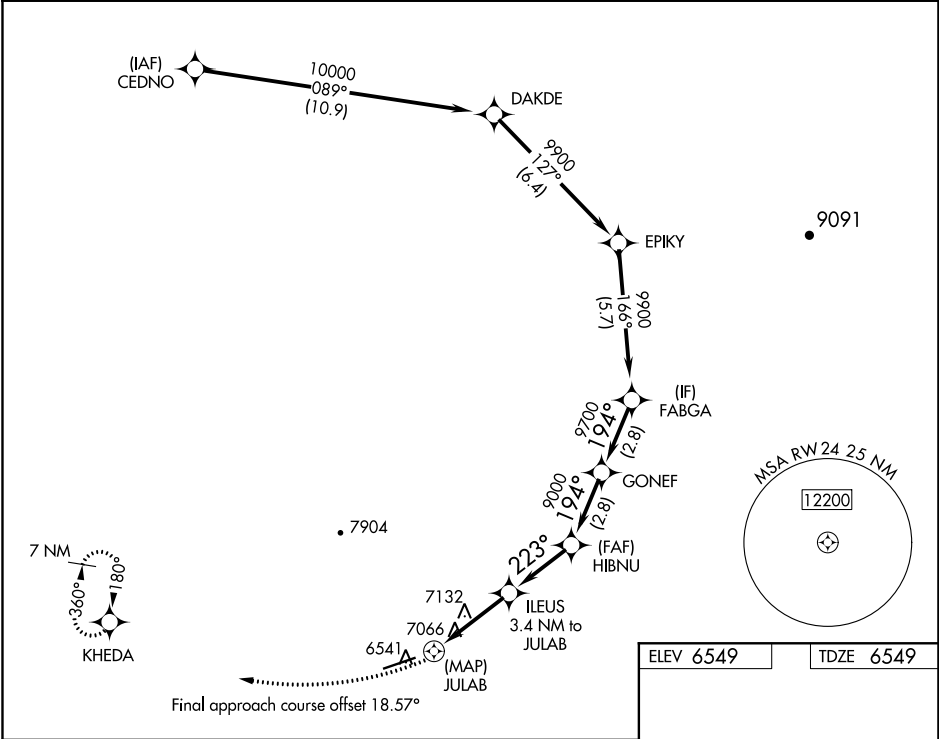 (IAF)
CEDNO
10000
089°
(10.9)
DAKDE
9900
127°
(6.4)
9091
EPIKY
9900
166°
(5.7)
(IF)
FABGA
9700
194°
(2.8)
GONEF
9000
194°
(2.8)
(FAF)
HIBNU
MSA RW24 25 NM
12200
7904
223°
7 NM
360°
180°
KHEDA
ILEUS
3.4 NM to
JULAB
7132
7066
6541
(MAP)
JULAB
Final approach course offset 18.57°
ELEV 6549
TDZE 6549